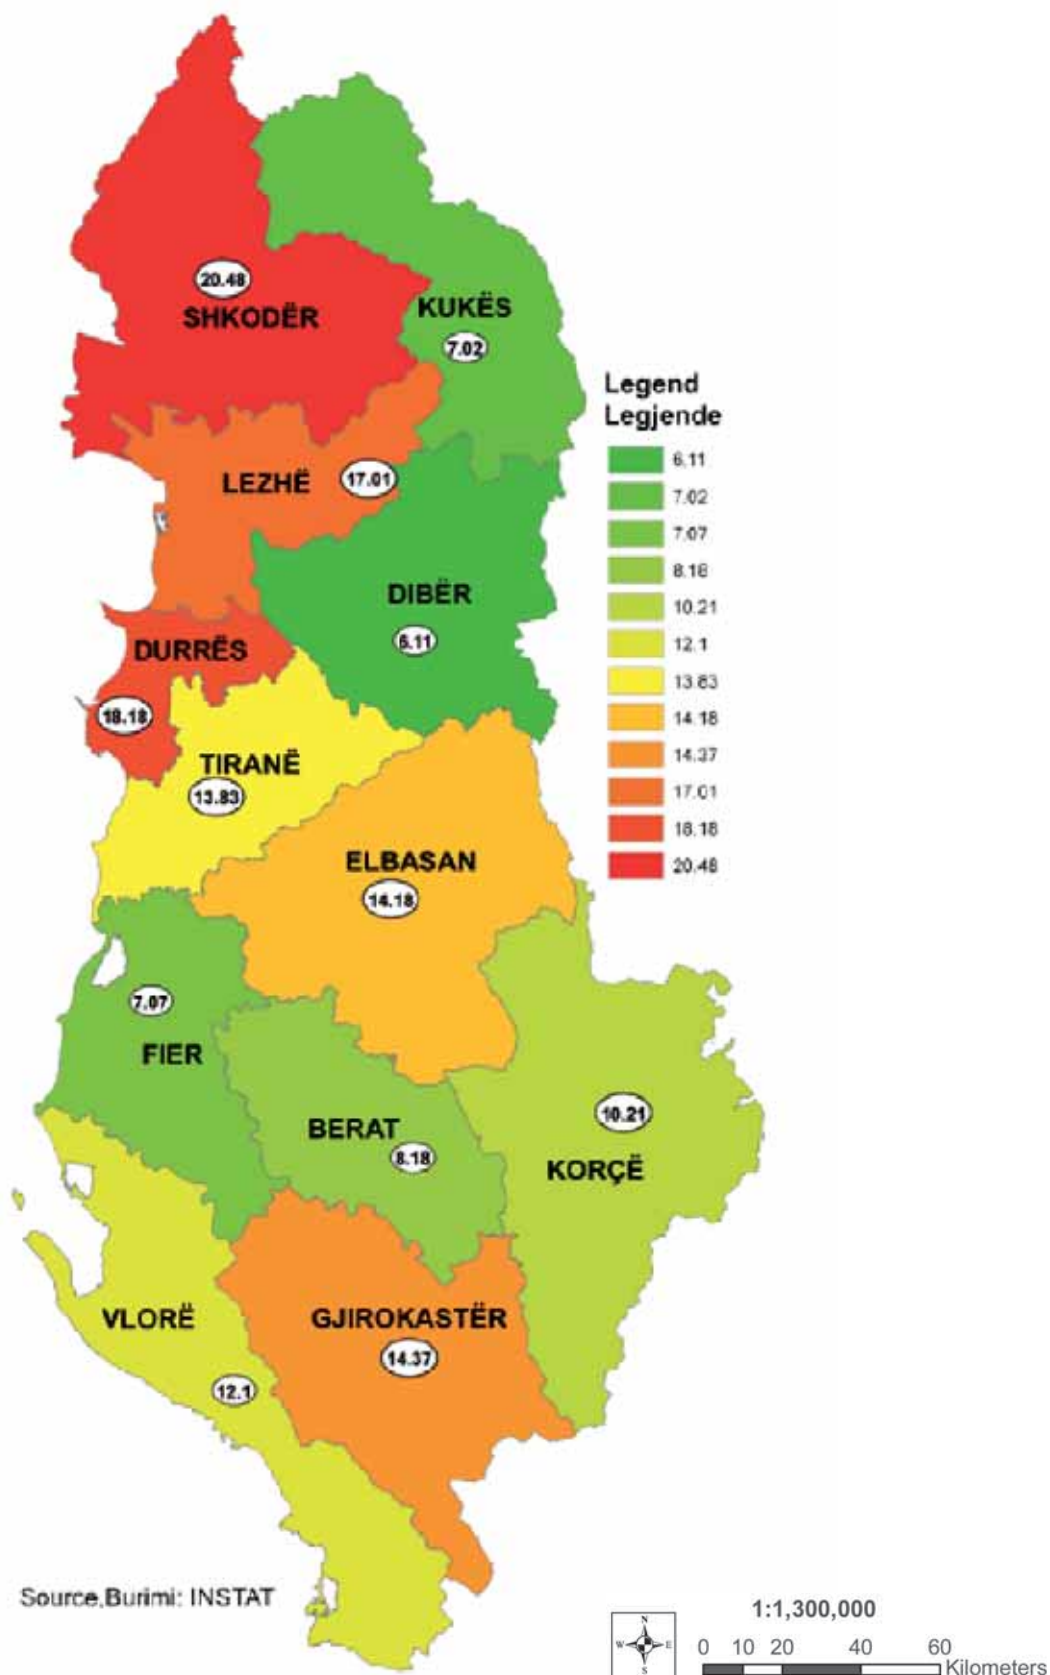 20.48
SHKODËR
KUKËS
7.02
Legend
Legjende
6.11
7.02
7.07
8.18
10.21
12.1
13.83
14.18
14.37
17.01
18.18
20.48
LEZHË
17.01
DIBËR
6.11
DURRËS
18.18
TIRANË
13.83
ELBASAN
14.18
7.07
FIER
BERAT
8.18
10.21
KORÇË
VLORË
12.1
GJIROKASTËR
14.37
Source,Burimi: INSTAT
N
W E
S
1:1,300,000
0 10 20 40 60
Kilometers